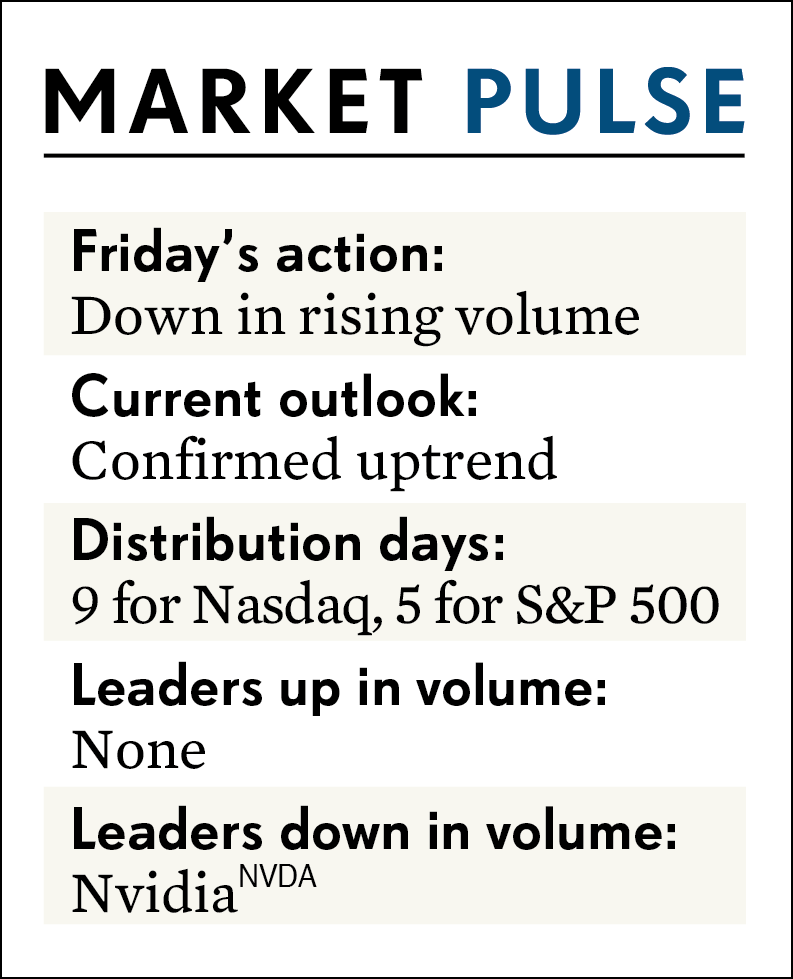 MARKET PULSE
Friday’s action:
Down in rising volume
Current outlook:
Confirmed uptrend
Distribution days:
9 for Nasdaq, 5 for S&P 500
Leaders up in volume:
None
Leaders down in volume:
Nvidia NVDA